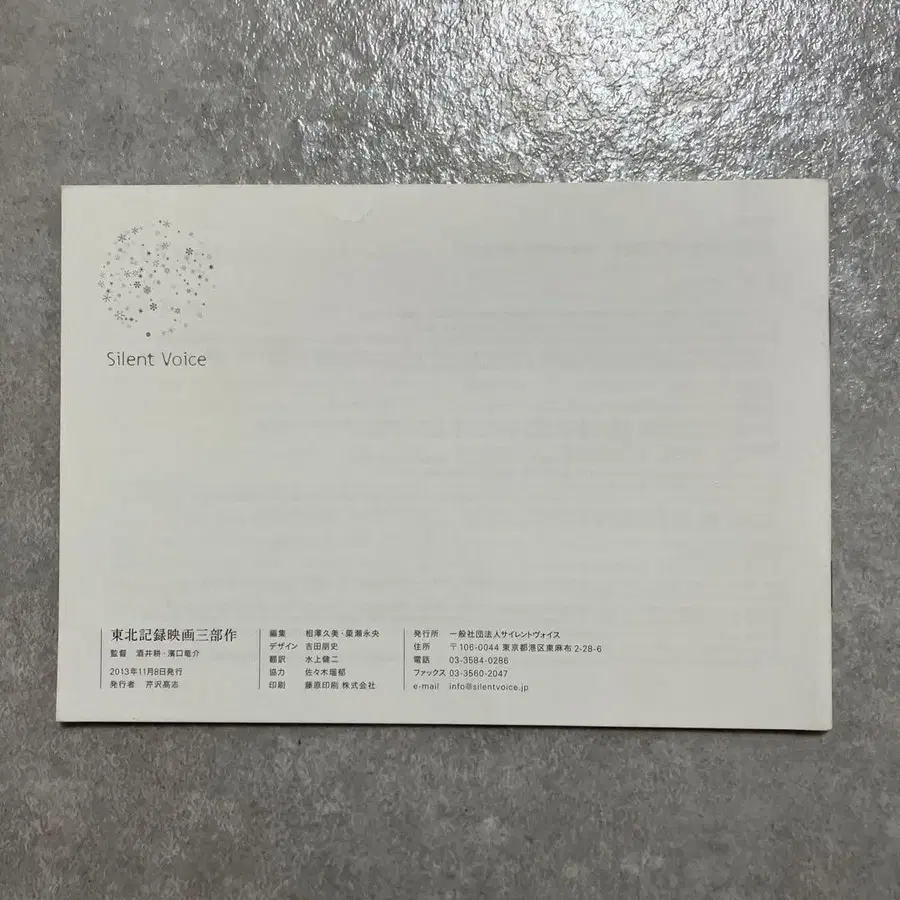 Silent Voice
東北記録映画三部作
監督 酒井耕・濱口竜介
2013年11月8日発行
発行者 芹沢高志
編集 相澤久美・簗瀬永央
デザイン 吉田朋史
翻訳 水上健二
協力 佐々木瑠郁
印刷 藤原印刷 株式会社
発行所 一般社団法人サイレントヴォイス
住所 〒106-0044 東京都港区東麻布 2-28-6
電話 03-3584-0286
ファックス 03-3560-2047
e-mail info@silentvoice.jp